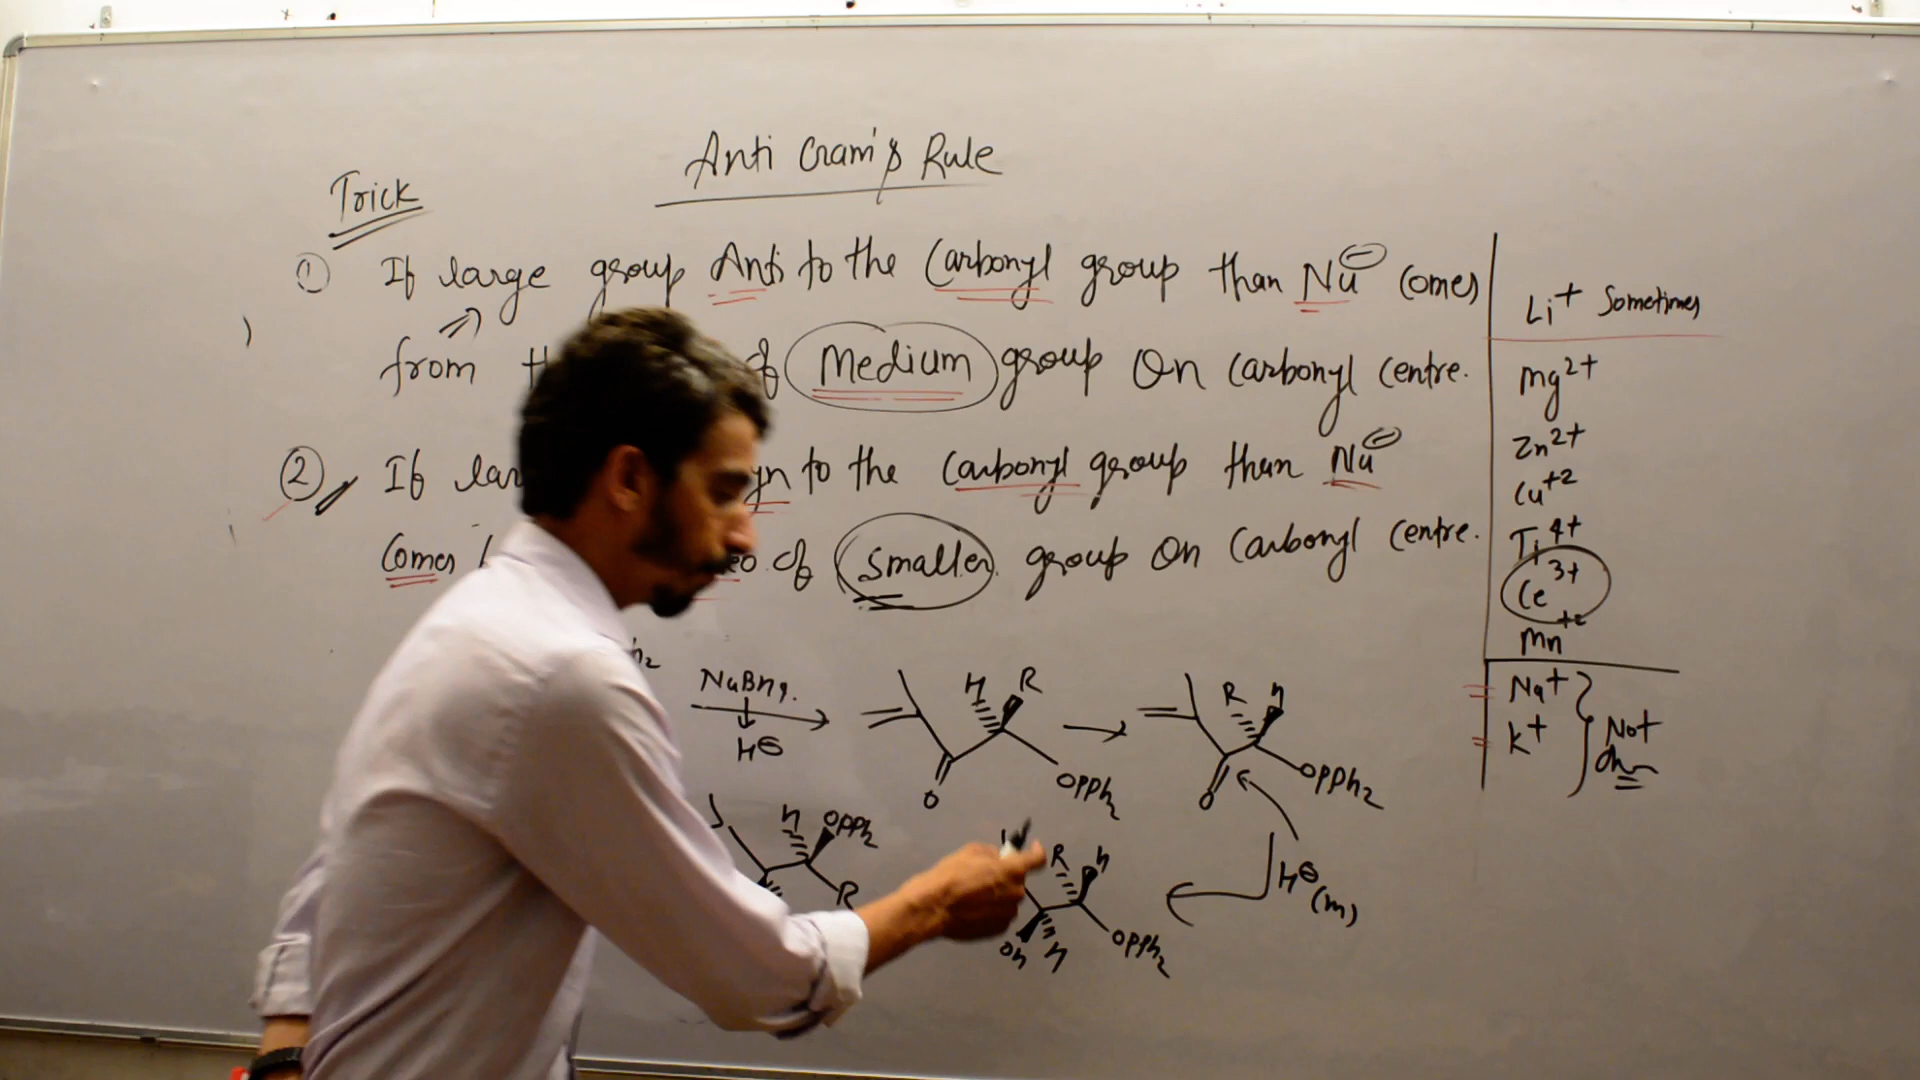 Anti Cram's Rule
Trick
① If large group Anti to the Carbonyl group than Nu⊖ Comes
from of Medium group On Carbonyl Centre.
② If to the Carbonyl group than Nu⊖
Comes of Smaller group On Carbonyl Centre.
Li+ Sometimes
Mg2+
Zn2+
Cu+2
Ti4+
Ce3+
Mn+2
Na+
K+
Not
H⊖
H R
O OPPh2
R H
O OPPh2
H OPPh2
R
R H
OH H OPPh2
H⊖
(m)